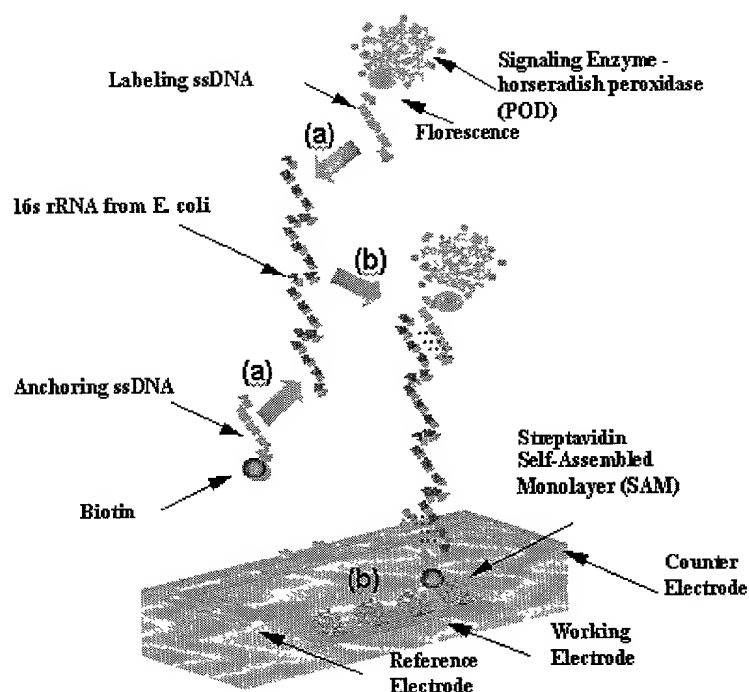 Signaling Enzyme -
horseradish peroxidase
(POD)
Labeling ssDNA
Florescence
(a)
16s rRNA from E. coli
(b)
(a)
Anchoring ssDNA
Streptavidin
Self-Assembled
Monolayer (SAM)
Biotin
(b)
Counter
Electrode
Working
Electrode
Reference
Electrode